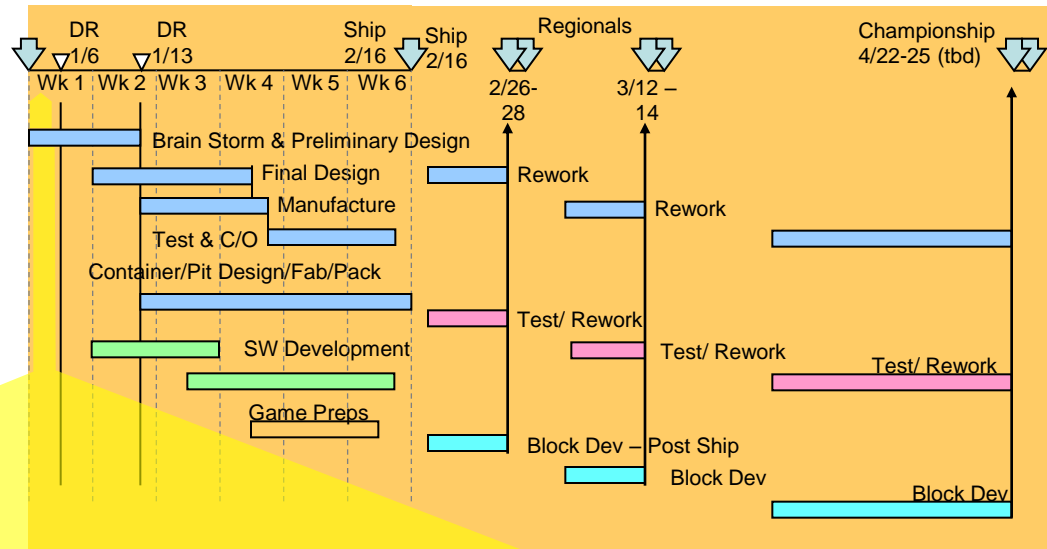 DR
1/6
DR
1/13
Ship
2/16
Ship
2/16
Regionals
Championship
4/22-25 (tbd)
Wk 1
Wk 2
Wk 3
Wk 4
Wk 5
Wk 6
2/26-
28
3/12 –
14
Brain Storm & Preliminary Design
Final Design
Rework
Manufacture
Rework
Test & C/O
Container/Pit Design/Fab/Pack
Test/ Rework
SW Development
Test/ Rework
Test/ Rework
Game Preps
Block Dev – Post Ship
Block Dev
Block Dev